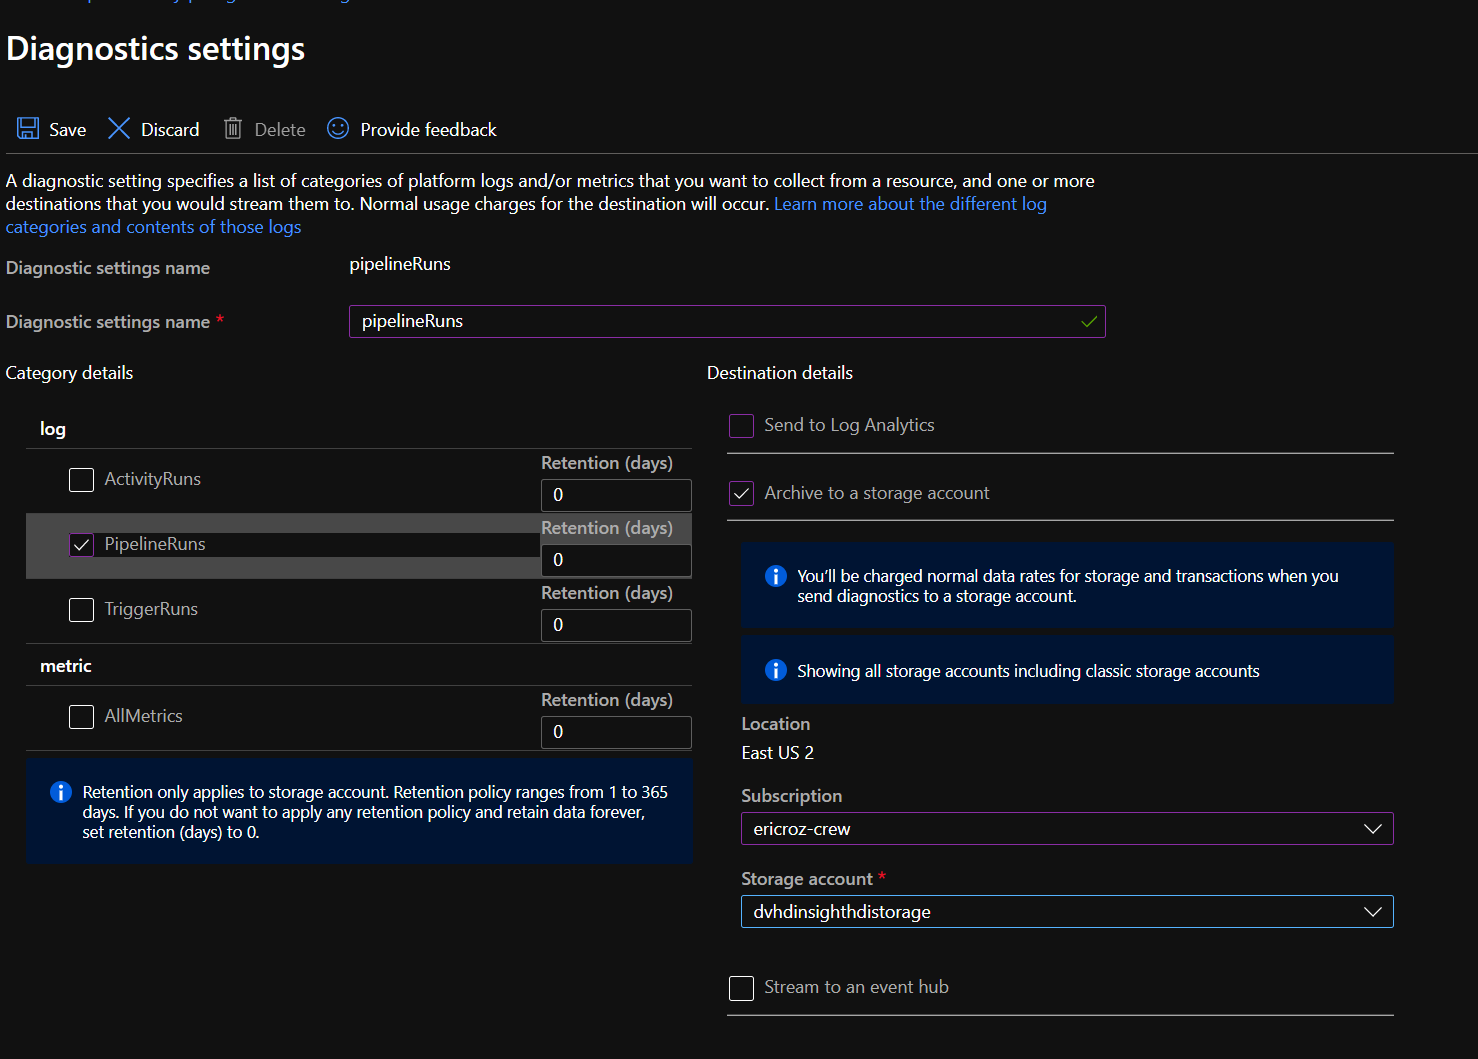 Diagnostics settings
Save
Discard
Delete
Provide feedback
A diagnostic setting specifies a list of categories of platform logs and/or metrics that you want to collect from a resource, and one or more
destinations that you would stream them to. Normal usage charges for the destination will occur. Learn more about the different log
categories and contents of those logs
Diagnostic settings name
pipelineRuns
Diagnostic settings name *
pipelineRuns
Category details
log
ActivityRuns
Retention (days)
0
PipelineRuns
Retention (days)
0
TriggerRuns
Retention (days)
0
metric
AllMetrics
Retention (days)
0
Retention only applies to storage account. Retention policy ranges from 1 to 365
days. If you do not want to apply any retention policy and retain data forever,
set retention (days) to 0.
Destination details
Send to Log Analytics
Archive to a storage account
You'll be charged normal data rates for storage and transactions when you
send diagnostics to a storage account.
Showing all storage accounts including classic storage accounts
Location
East US 2
Subscription
ericroz-crew
Storage account *
dvhdinsighthdistorage
Stream to an event hub